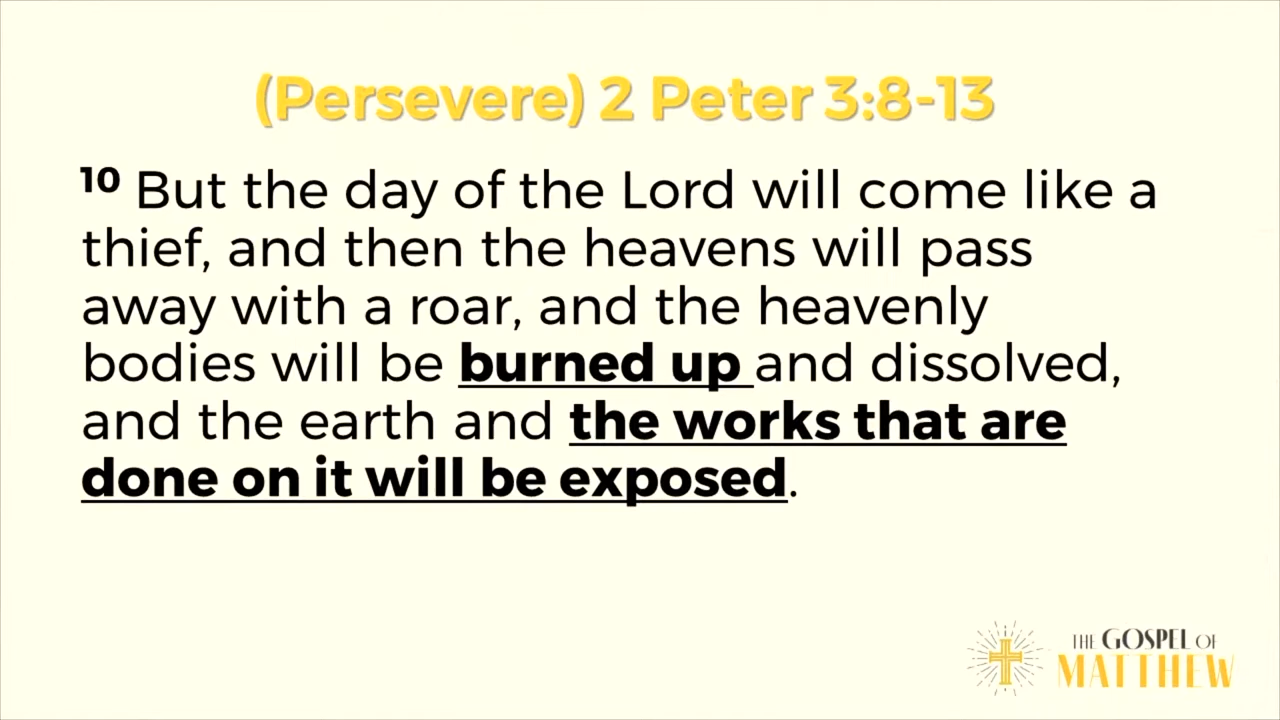 (Persevere) 2 Peter 3:8-13
10 But the day of the Lord will come like a
thief, and then the heavens will pass
away with a roar, and the heavenly
bodies will be burned up and dissolved,
and the earth and the works that are
done on it will be exposed.
THE GOSPEL OF
MATTHEW